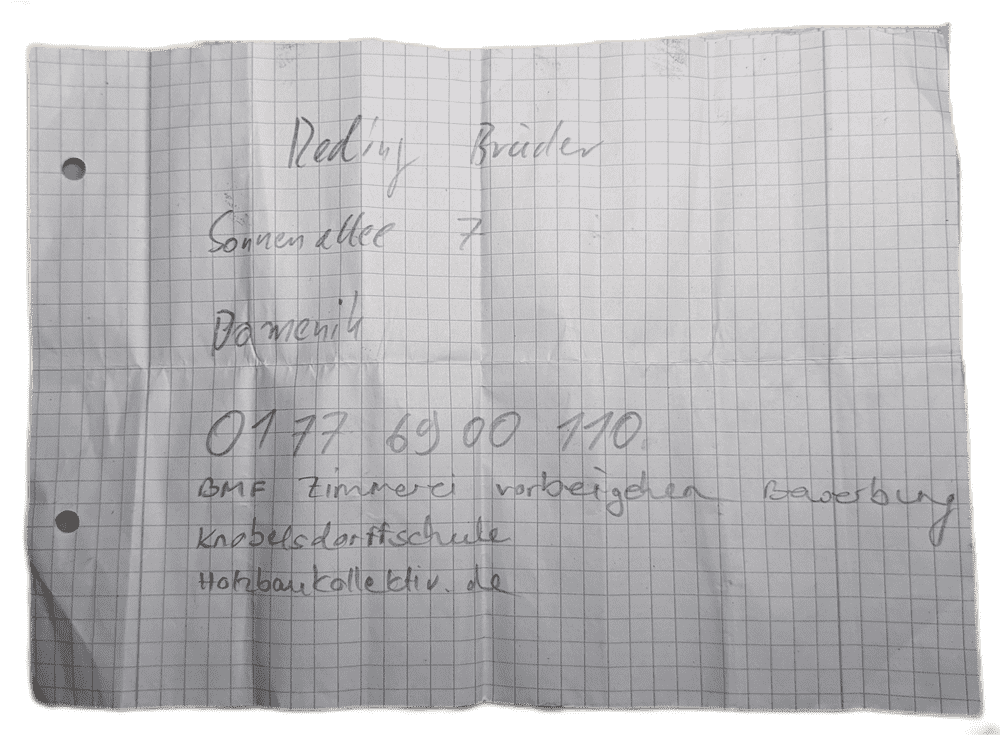 Reding Brüder
Sonnenallee 7
Domenik
0177 69 00 110
BMF Zimmerei vorbeigehen Bewerbung
Knobelsdorffschule
Holzbaukollektiv.de